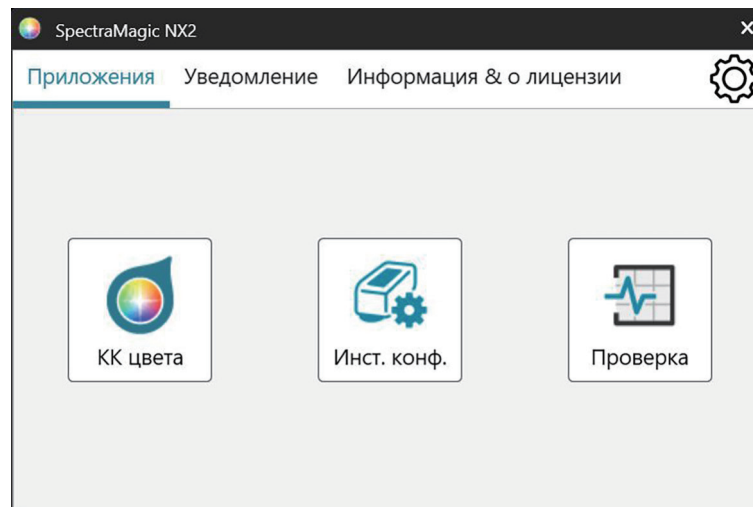 SpectraMagic NX2
Приложения Уведомление Информация & о лицензии
КК цвета Инст. конф. Проверка